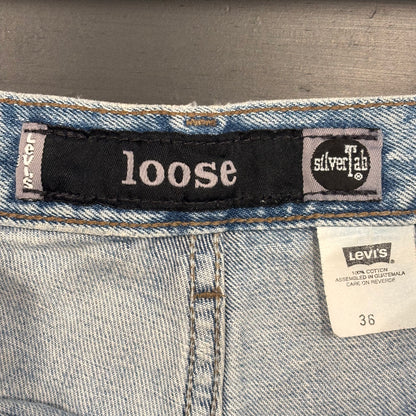 LEVI'S
loose
silverTab
®
LEVI'S
100% COTTON
ASSEMBLED IN GUATEMALA
CARE ON REVERSE
36